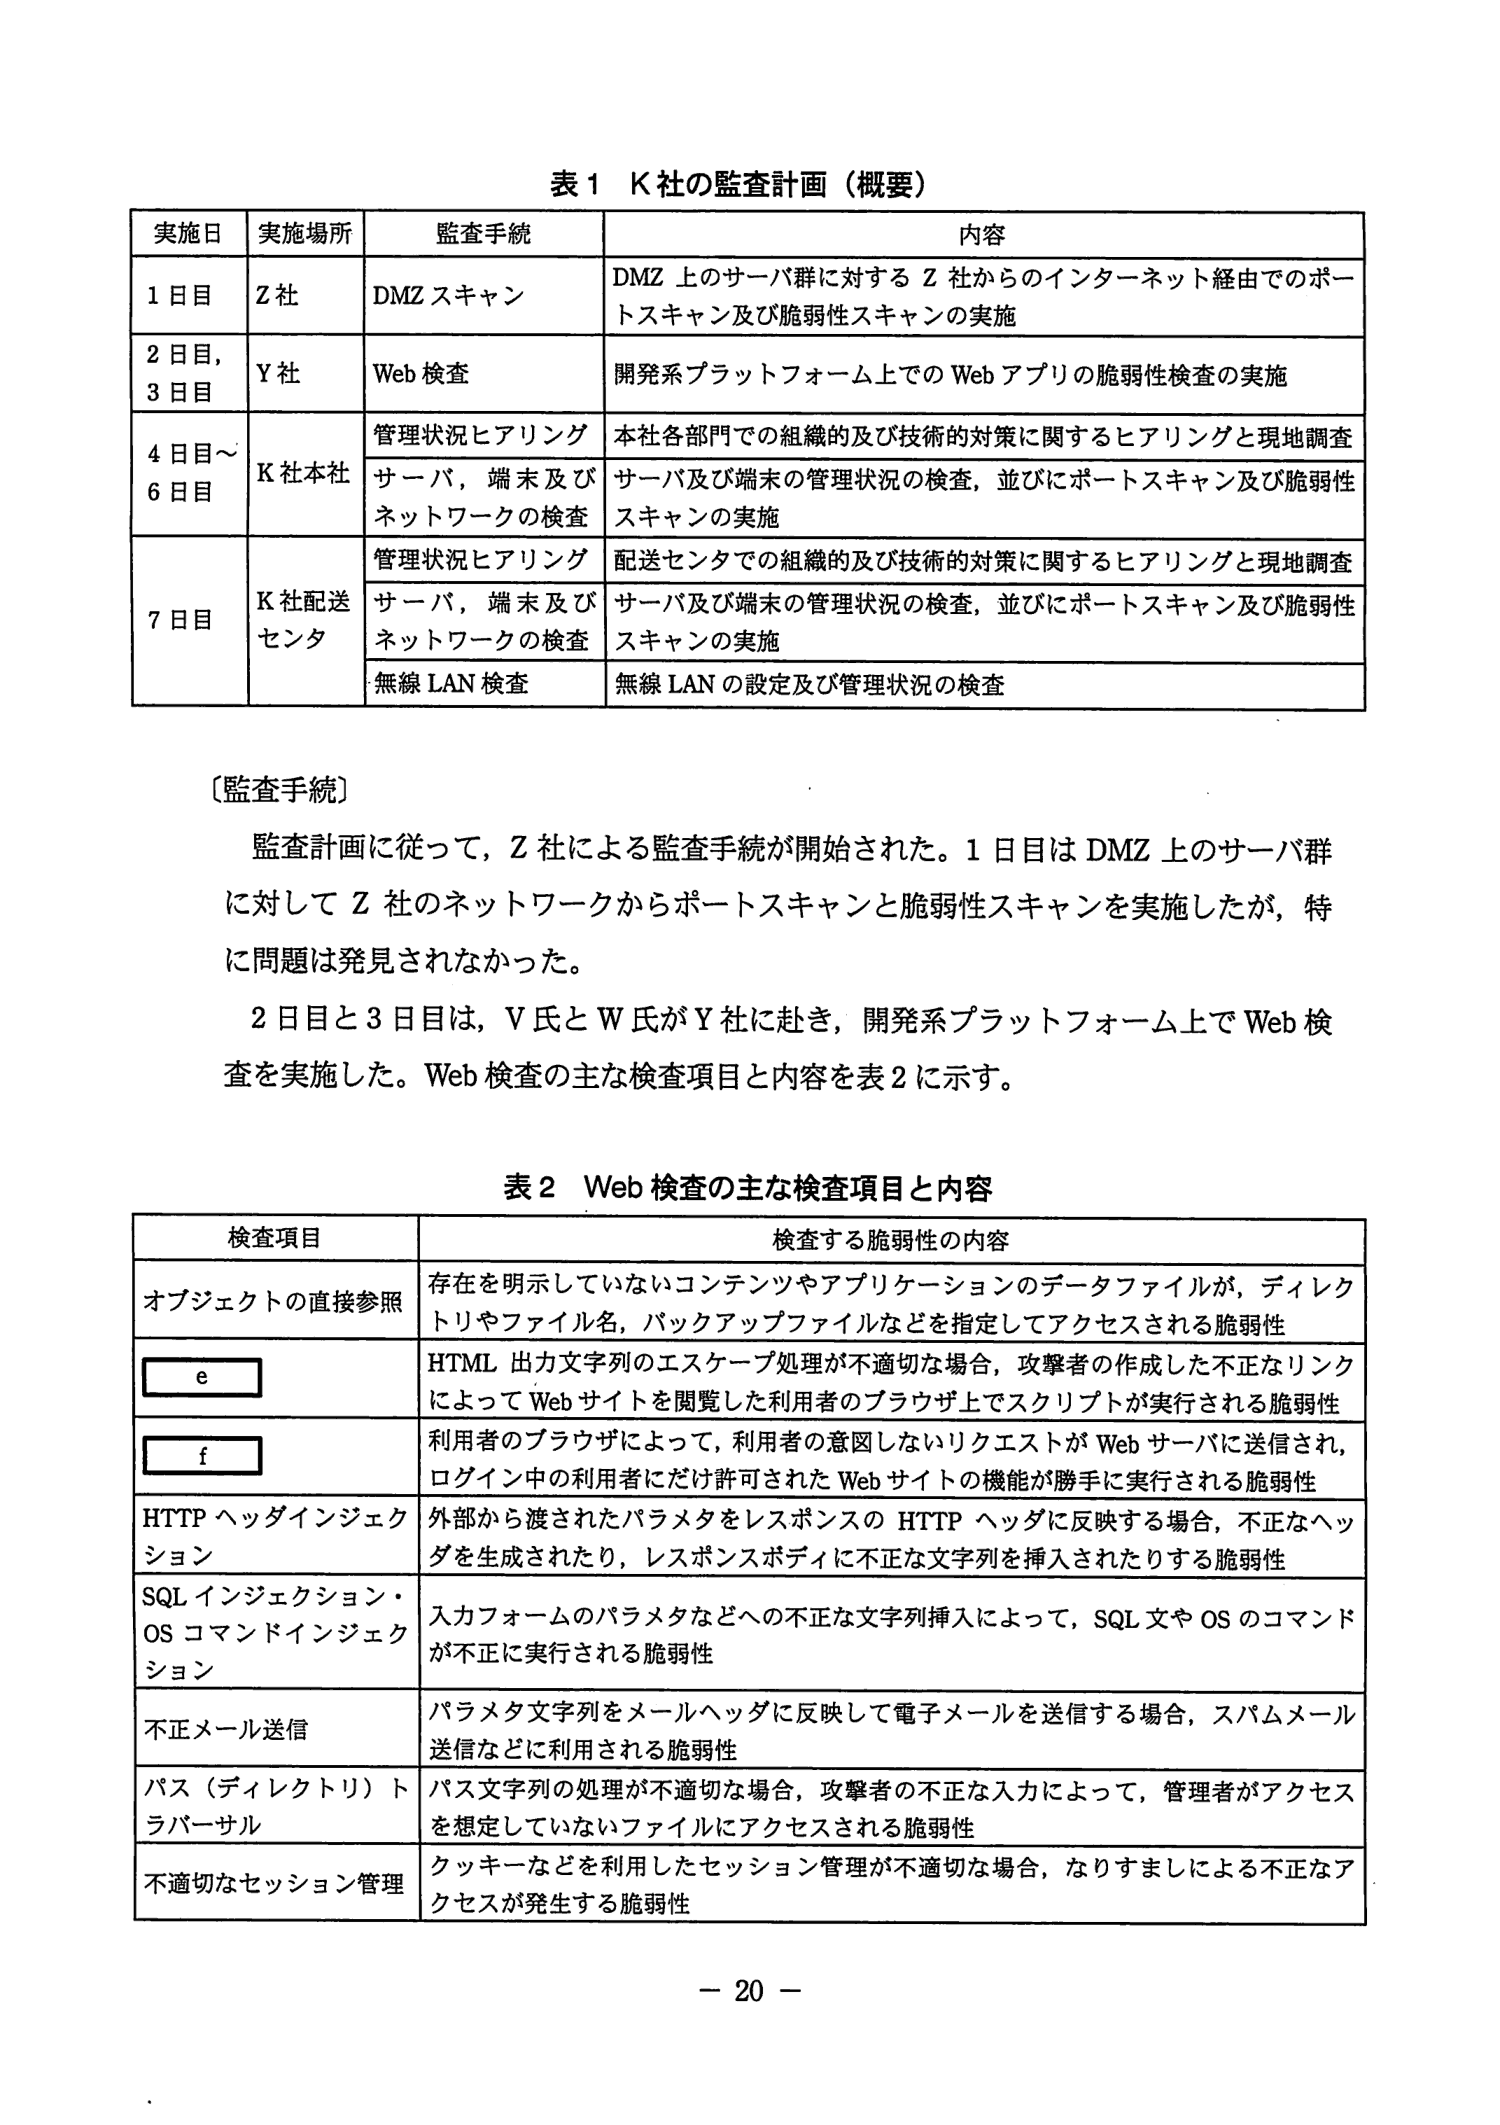 表1　K社の監査計画（概要）
実施日 実施場所 監査手続 内容
1日目 Z社 DMZスキャン DMZ 上のサーバ群に対する Z 社からのインターネット経由でのポー
トスキャン及び脆弱性スキャンの実施
2日目,
3日目 Y社 Web検査 開発系プラットフォーム上でのWebアプリの脆弱性検査の実施
4日目～
6日目 K社本社 管理状況ヒアリング 本社各部門での組織的及び技術的対策に関するヒアリングと現地調査
サーバ，端末及び
ネットワークの検査 サーバ及び端末の管理状況の検査，並びにポートスキャン及び脆弱性
スキャンの実施
7日目 K社配送
センタ 管理状況ヒアリング 配送センタでの組織的及び技術的対策に関するヒアリングと現地調査
サーバ，端末及び
ネットワークの検査 サーバ及び端末の管理状況の検査，並びにポートスキャン及び脆弱性
スキャンの実施
無線LAN検査 無線LANの設定及び管理状況の検査
〔監査手続〕
監査計画に従って，Z社による監査手続が開始された。1日目はDMZ上のサーバ群
に対して Z 社のネットワークからポートスキャンと脆弱性スキャンを実施したが，特
に問題は発見されなかった。
2日目と3日目は，V氏とW氏がY社に赴き，開発系プラットフォーム上でWeb検
査を実施した。Web検査の主な検査項目と内容を表2に示す。
表2　Web検査の主な検査項目と内容
検査項目 検査する脆弱性の内容
オブジェクトの直接参照 存在を明示していないコンテンツやアプリケーションのデータファイルが，ディレク
トリやファイル名，バックアップファイルなどを指定してアクセスされる脆弱性
e HTML 出力文字列のエスケープ処理が不適切な場合，攻撃者の作成した不正なリンク
によってWebサイトを閲覧した利用者のブラウザ上でスクリプトが実行される脆弱性
f 利用者のブラウザによって，利用者の意図しないリクエストがWebサーバに送信され，
ログイン中の利用者にだけ許可されたWebサイトの機能が勝手に実行される脆弱性
HTTPヘッダインジェク
ション 外部から渡されたパラメタをレスポンスの HTTP ヘッダに反映する場合，不正なヘッ
ダを生成されたり，レスポンスボディに不正な文字列を挿入されたりする脆弱性
SQLインジェクション・
OSコマンドインジェク
ション 入力フォームのパラメタなどへの不正な文字列挿入によって，SQL文やOSのコマンド
が不正に実行される脆弱性
不正メール送信 パラメタ文字列をメールヘッダに反映して電子メールを送信する場合，スパムメール
送信などに利用される脆弱性
パス（ディレクトリ）ト
ラバーサル パス文字列の処理が不適切な場合，攻撃者の不正な入力によって，管理者がアクセス
を想定していないファイルにアクセスされる脆弱性
不適切なセッション管理 クッキーなどを利用したセッション管理が不適切な場合，なりすましによる不正なア
クセスが発生する脆弱性
－ 20 －